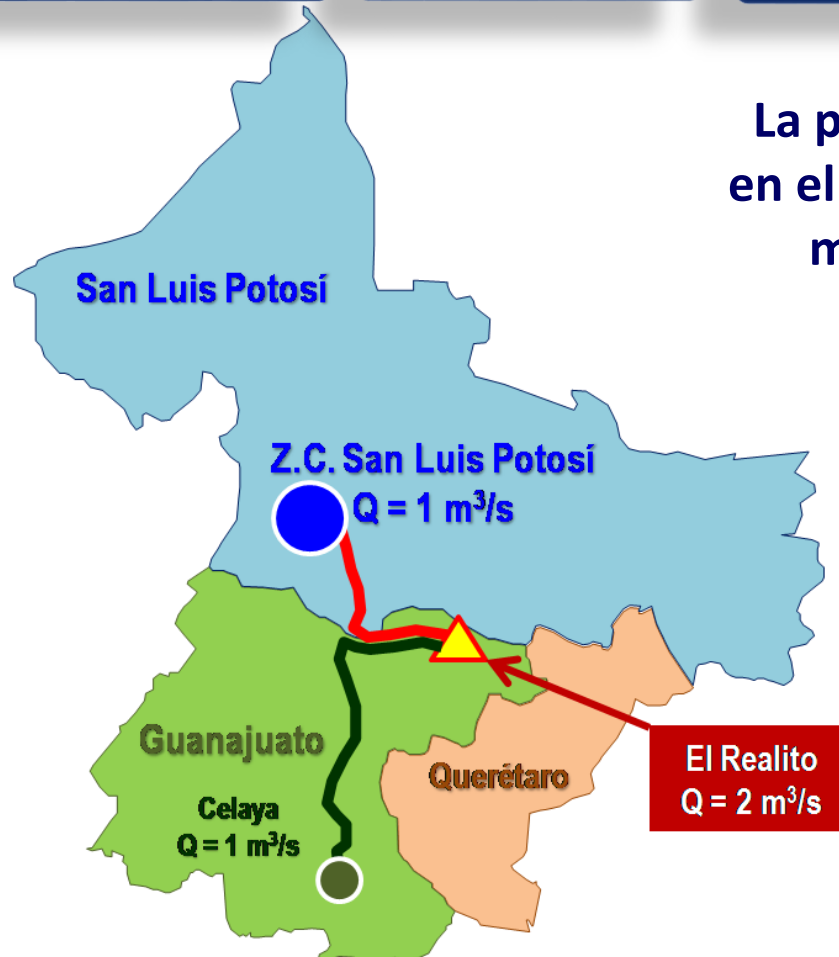 La p
en el
m
San Luis Potosí
Z.C. San Luis Potosí
Q = 1 m³/s
Guanajuato
Celaya
Q = 1 m³/s
Querétaro
El Realito
Q = 2 m³/s